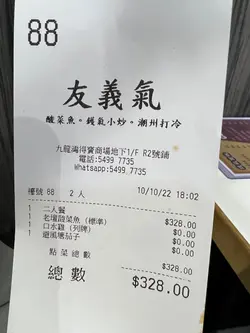 88
友義氣
酸菜魚。鑊氣小炒。潮州打冷
九龍灣得寶商場地下1/F R2號鋪
電話:5499 7735
Whatsapp:5499 7735
檯號 88 2 人 10/10/22 18:02
1 二人餐 $328.00
1 老壇酸菜魚 (標準) $0.00
1 口水雞 (列牌) $0.00
1 避風塘茄子 $0.00
點菜總數 $328.00
總數 $328.00